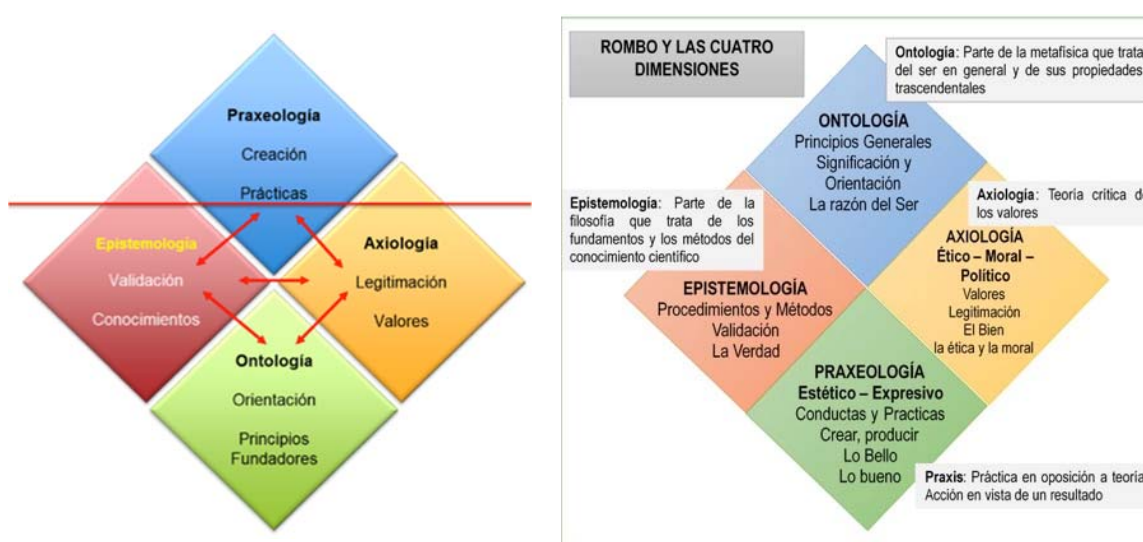 Praxeología
Creación
Prácticas
Epistemología
Validación
Conocimientos
Axiología
Legitimación
Valores
Ontología
Orientación
Principios
Fundadores
ROMBO Y LAS CUATRO
DIMENSIONES
Ontología: Parte de la metafisica que trata
del ser en general y de sus propiedades
trascendentales
ONTOLOGÍA
Principios Generales
Significación y
Orientación
La razón del Ser
Epistemología: Parte de la
filosofía que trata de los
fundamentos y los métodos del
conocimiento científico
Axiología: Teoría critica de
los valores
EPISTEMOLOGÍA
Procedimientos y Métodos
Validación
La Verdad
AXIOLOGÍA
Ético – Moral –
Político
Valores
Legitimación
El Bien
la ética y la moral
PRAXEOLOGÍA
Estético – Expresivo
Conductas y Practicas
Crear, producir
Lo Bello
Lo bueno
Praxis: Práctica en oposición a teoría
Acción en vista de un resultado